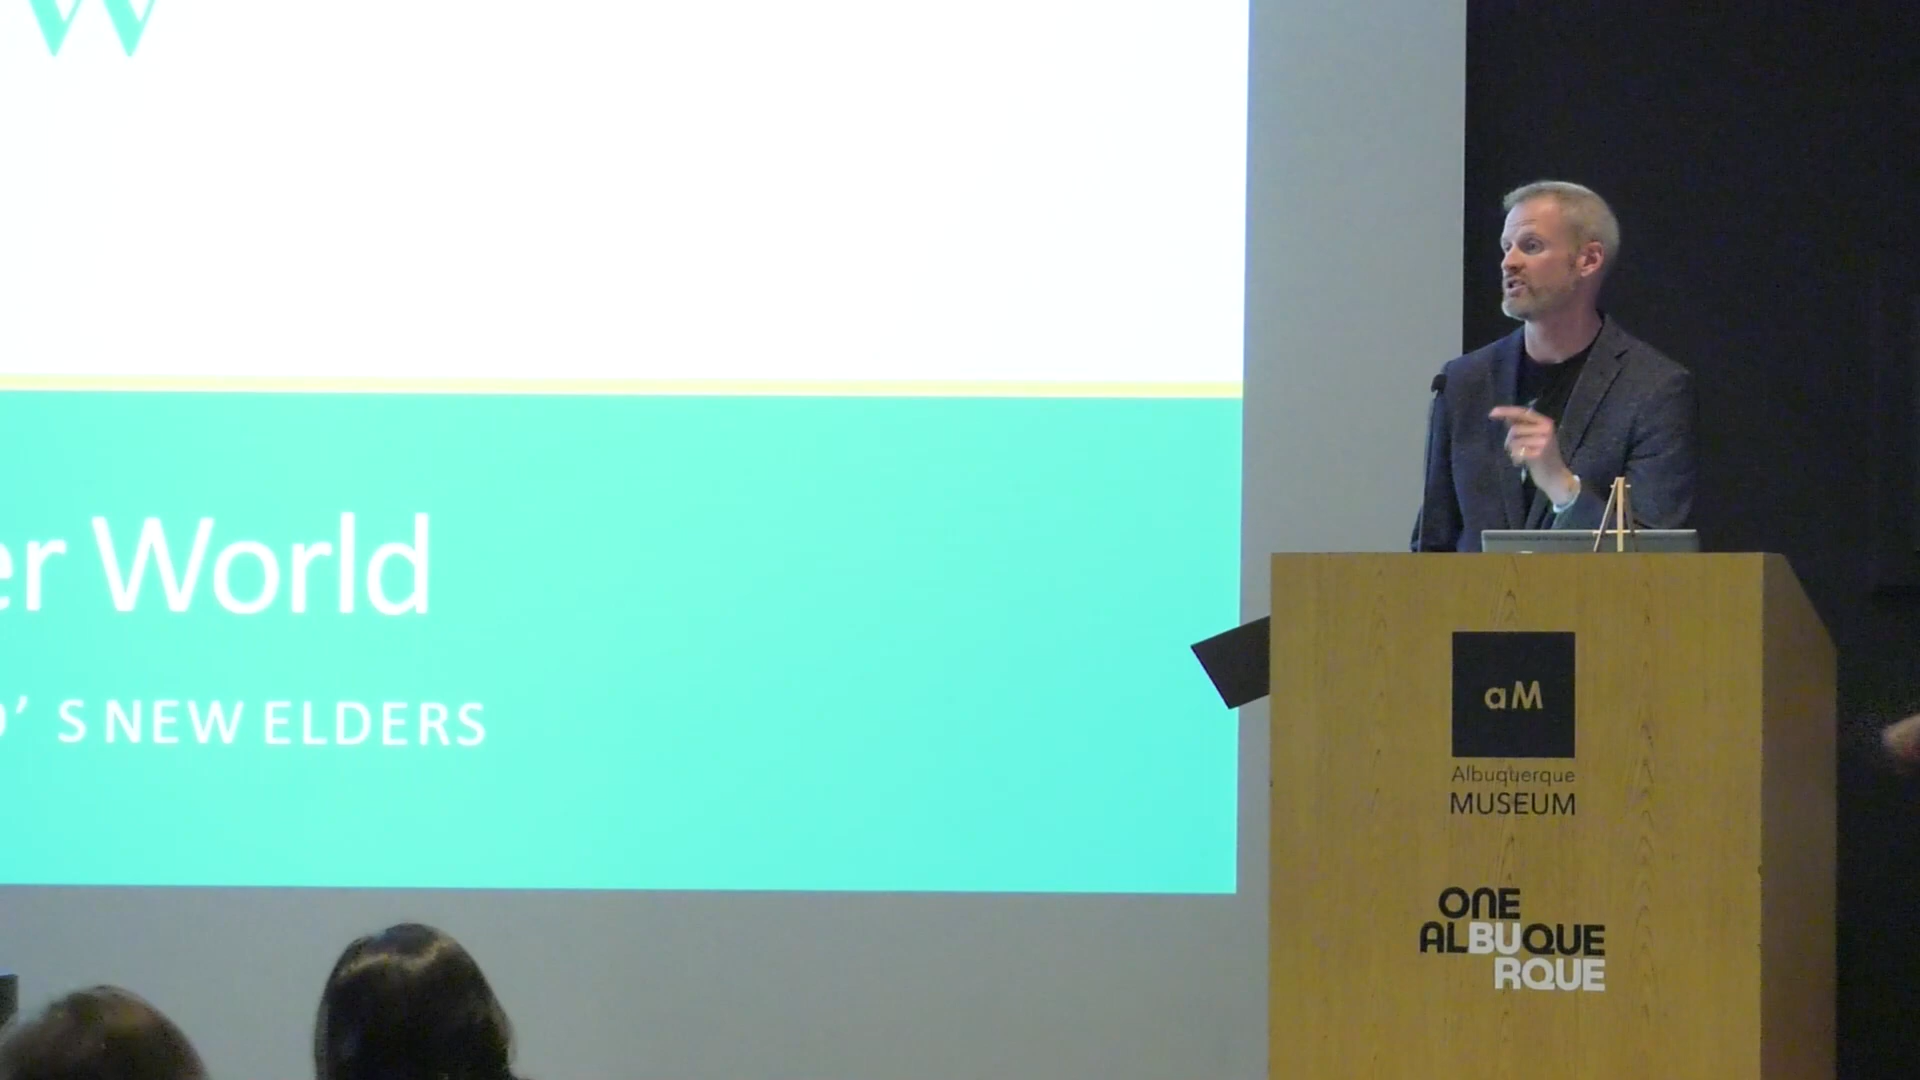 W
er World
D' S NEW ELDERS
aM
Albuquerque
MUSEUM
ONE
ALBUQUE
RQUE